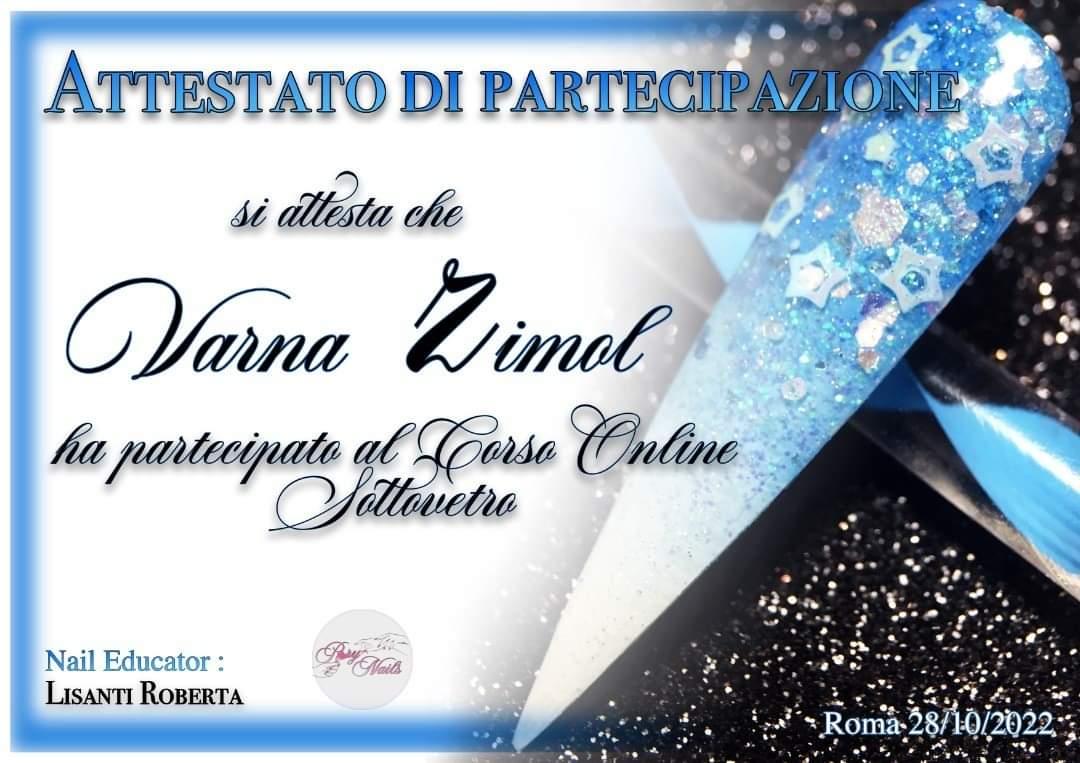 Attestato di partecipazione
si attesta che
Varna Zimol
ha partecipato al Corso Online
Sottovetro
Nail Educator :
Lisanti Roberta
Rosy
Nails
Roma 28/10/2022